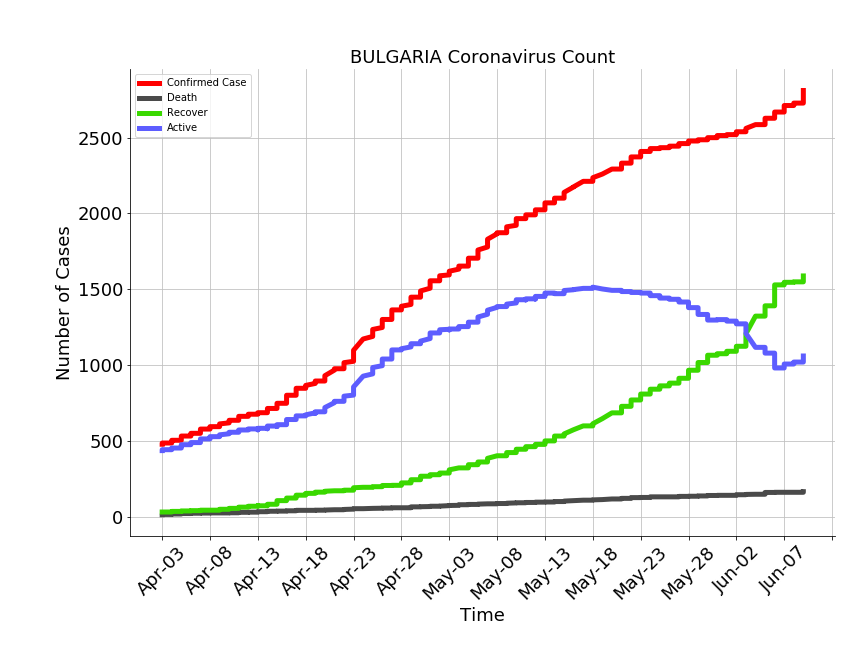 BULGARIA Coronavirus Count
Confirmed Case
Death
Recover
Active
Number of Cases
2500
2000
1500
1000
500
0
Apr-03
Apr-08
Apr-13
Apr-18
Apr-23
Apr-28
May-03
May-08
May-13
May-18
May-23
May-28
Jun-02
Jun-07
Time